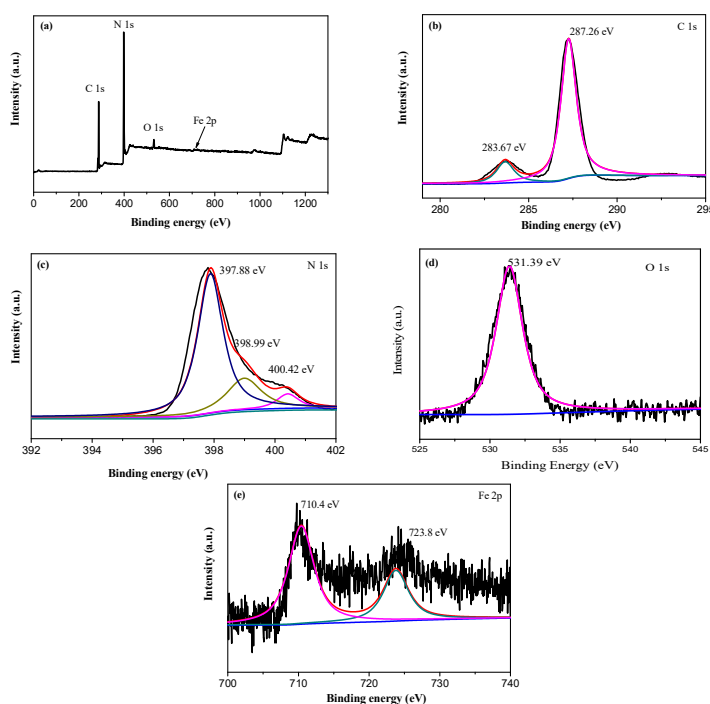 (a)
N 1s
C 1s
O 1s
Fe 2p
Intensity (a.u.)
0 200 400 600 800 1000 1200
Binding energy (eV)
(b)
287.26 eV
C 1s
283.67 eV
Intensity (a.u.)
280 285 290 295
Binding energy (eV)
(c)
397.88 eV
N 1s
398.99 eV
400.42 eV
Intensity (a.u.)
392 394 396 398 400 402
Binding energy (eV)
(d)
531.39 eV
O 1s
Intensity (a.u.)
525 530 535 540 545
Binding Energy (eV)
(e)
710.4 eV
Fe 2p
723.8 eV
Intensity (a.u.)
700 710 720 730 740
Binding energy (eV)